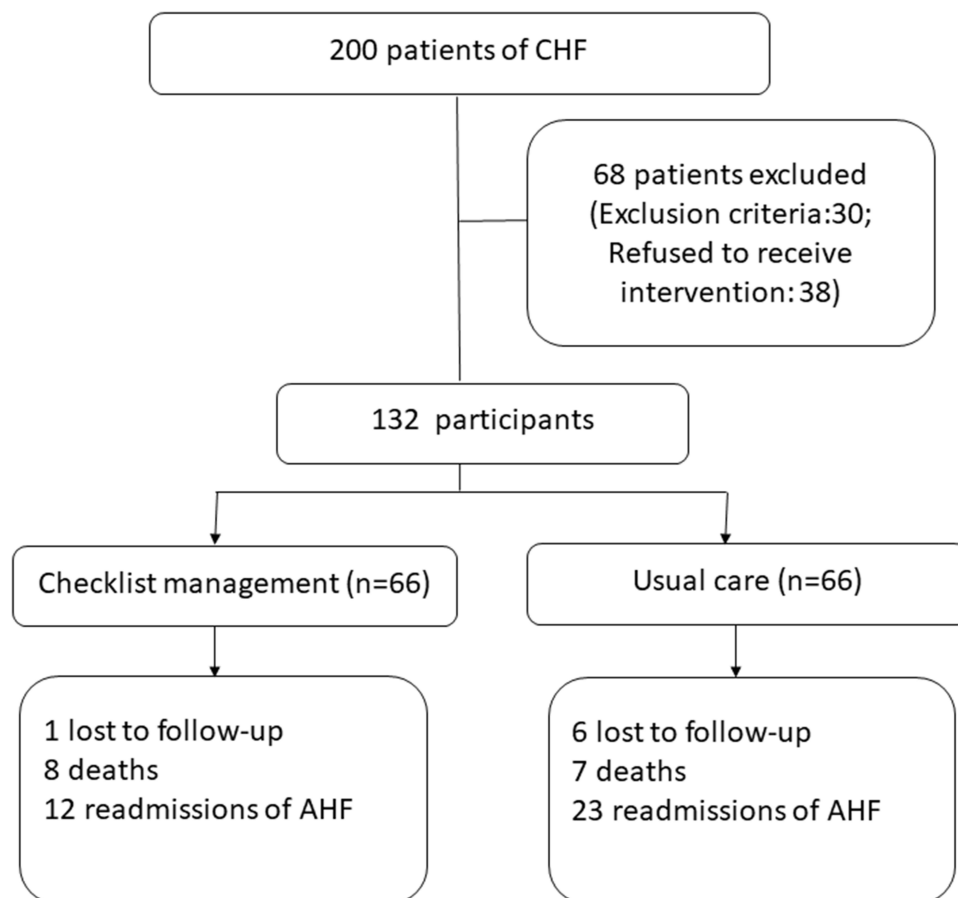 200 patients of CHF
68 patients excluded
(Exclusion criteria:30;
Refused to receive
intervention: 38)
132 participants
Checklist management (n=66)
Usual care (n=66)
1 lost to follow-up
8 deaths
12 readmissions of AHF
6 lost to follow-up
7 deaths
23 readmissions of AHF